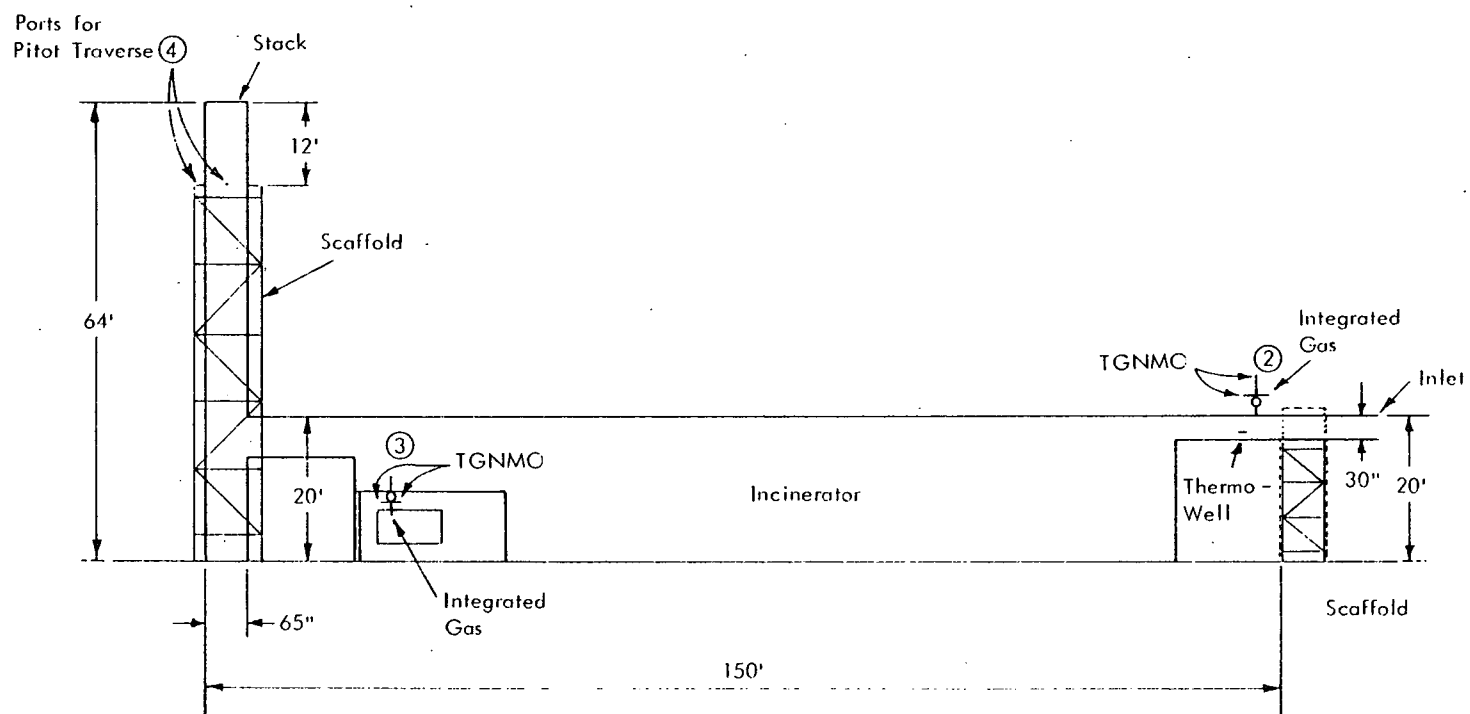 Ports for
Pitot Traverse ④
Stack
12'
Scaffold
64'
Integrated
Gas
②
TGNMO
Inlet
③
TGNMO
20'
Incinerator
Thermo-
Well
30"
20'
Integrated
Gas
65"
Scaffold
150'